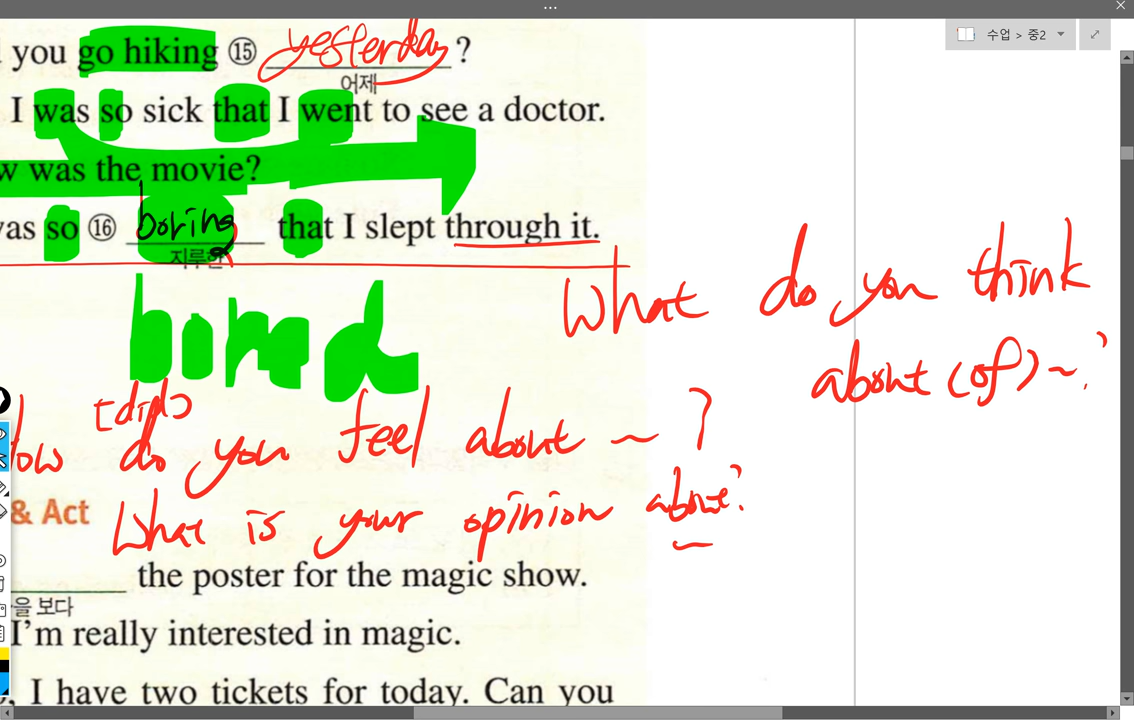 수업 > 중2
you go hiking ⑮ yesterday ?
어제
I was so sick that I went to see a doctor.
w was the movie?
was so ⑯ boring that I slept through it.
지루한
bored
What do you think
about (of) ~ ?
[did]
How do you feel about ~ ?
& Act
What is your opinion about?
the poster for the magic show.
을 보다
I'm really interested in magic.
, I have two tickets for today. Can you